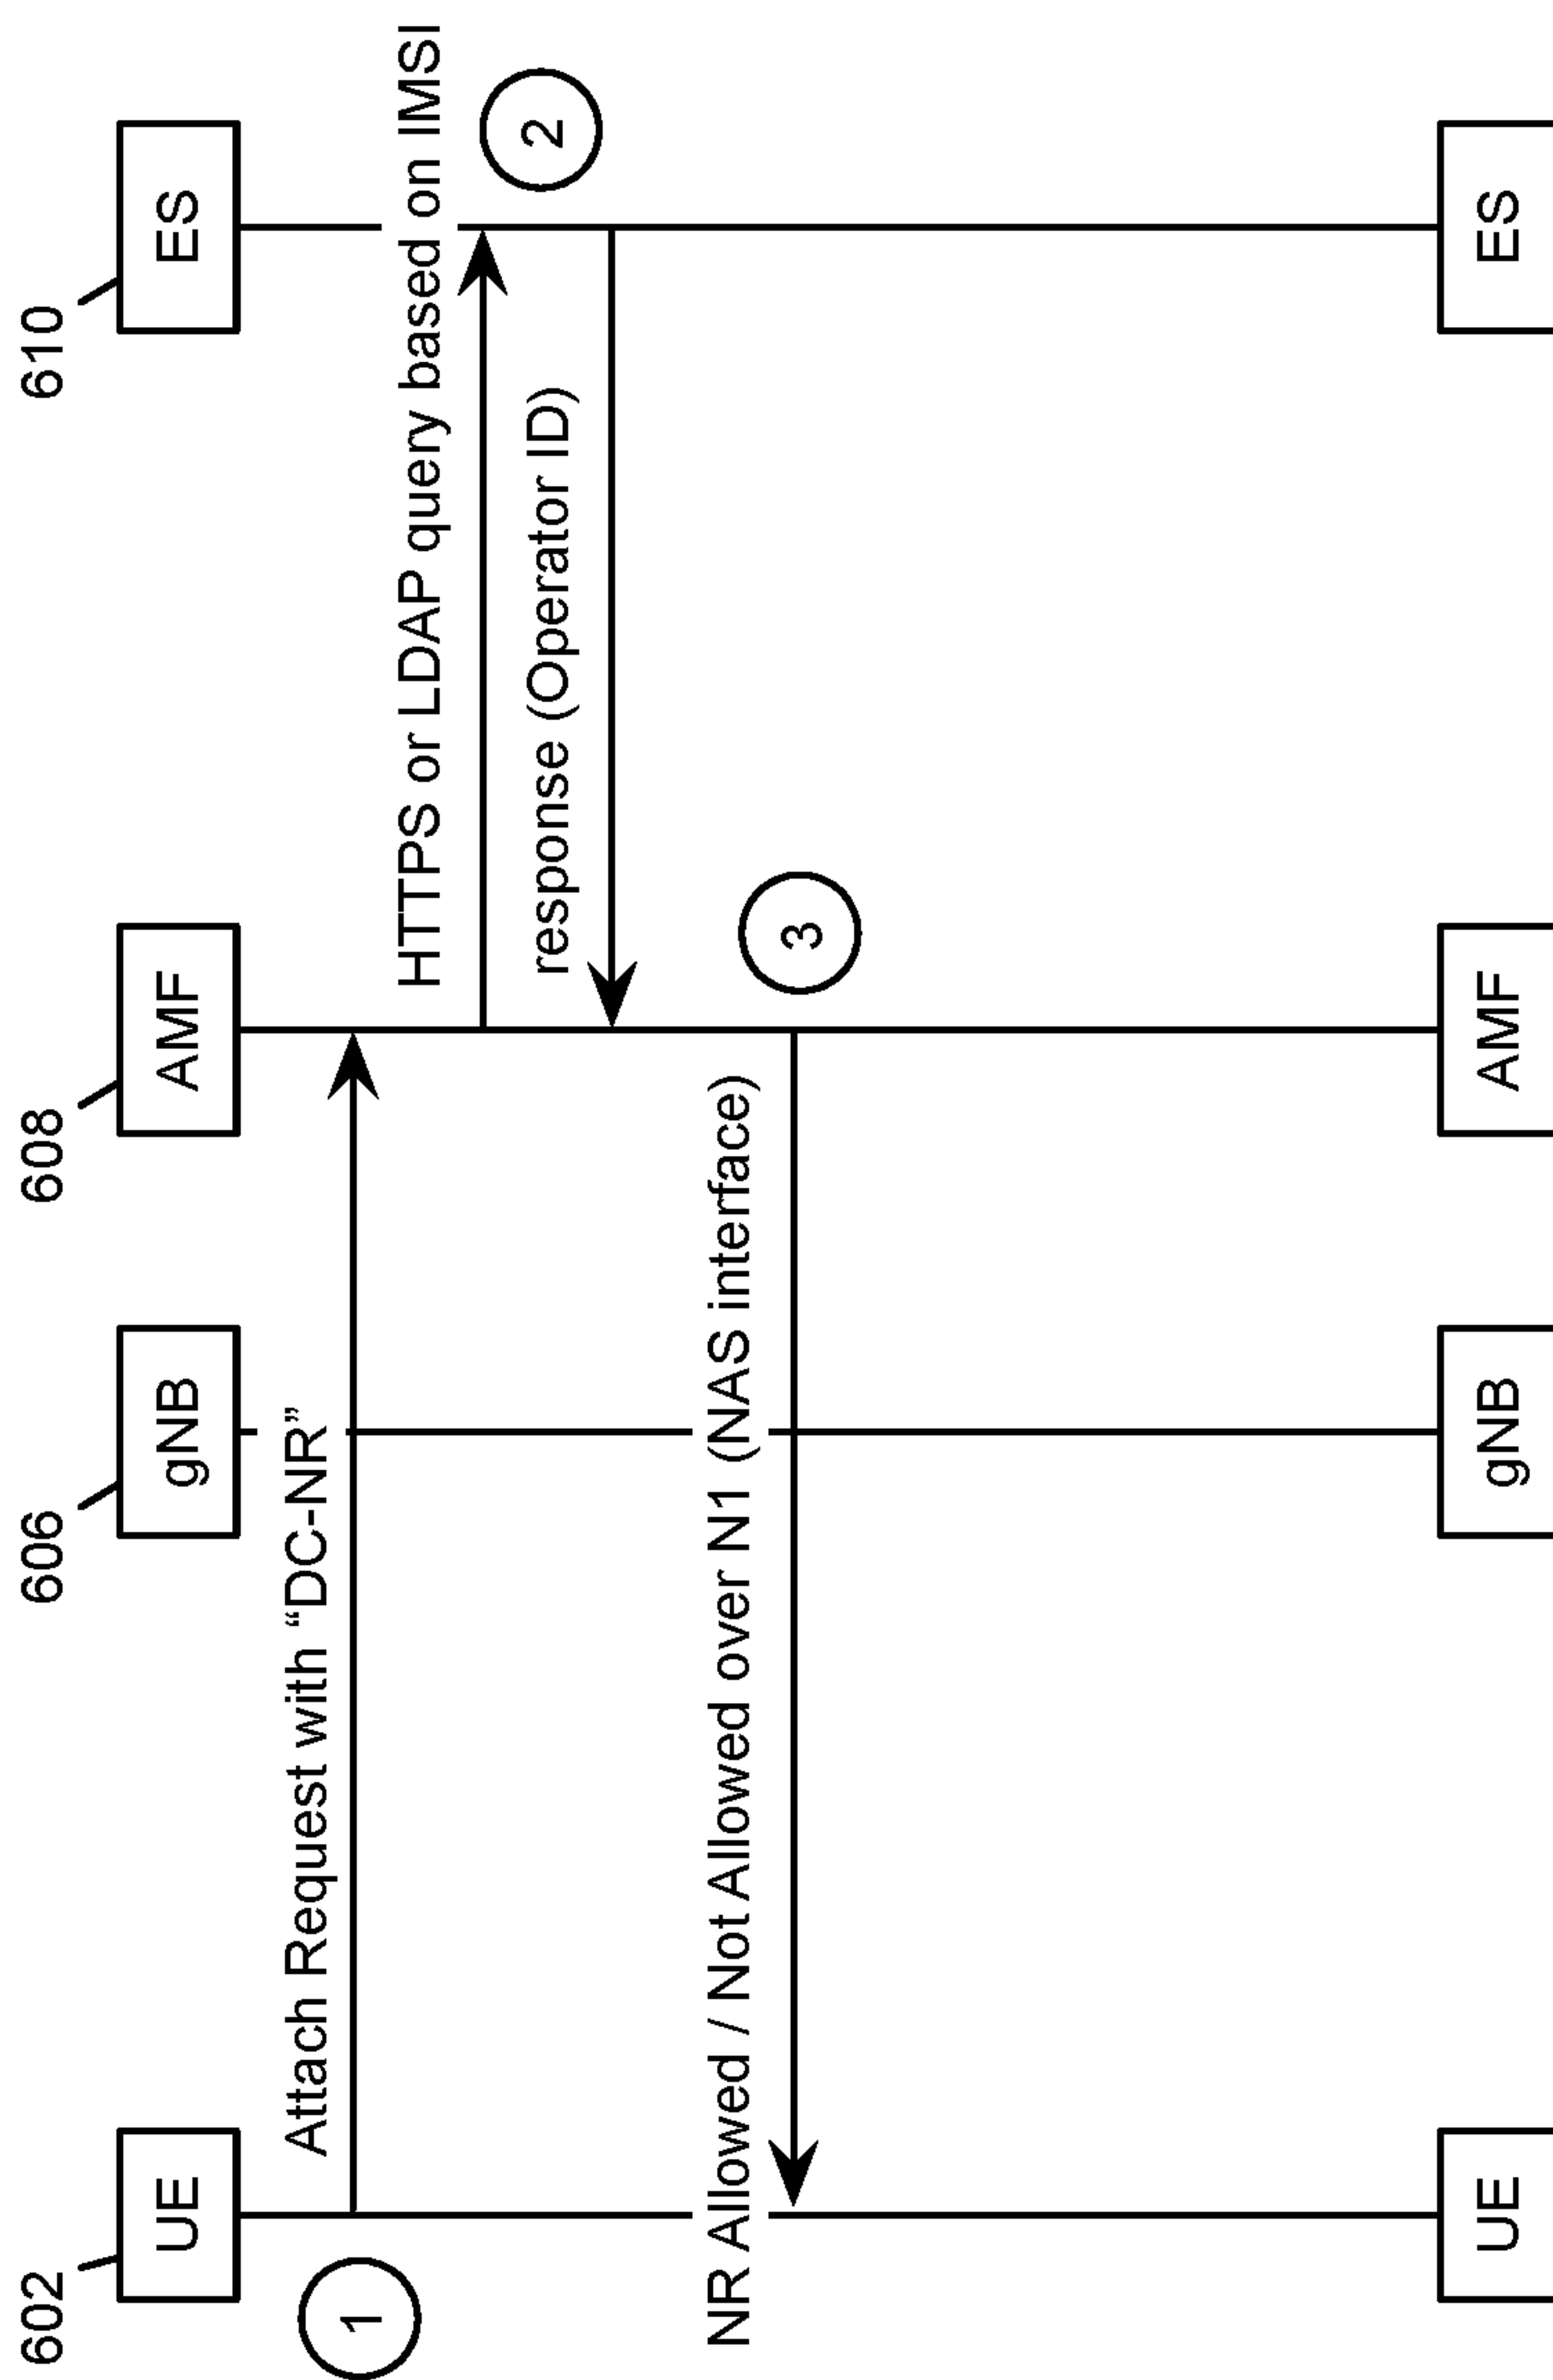 602
606
608
610
UE
gNB
AMF
ES
1
Attach Request with “DC-NR”
HTTPS or LDAP query based on IMSI
2
response (Operator ID)
3
NR Allowed / Not Allowed over N1 (NAS interface)
UE
gNB
AMF
ES